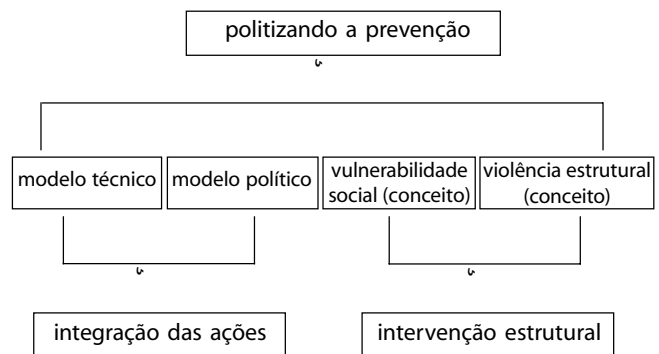 politizando a prevenção
modelo técnico
modelo político
vulnerabilidade
social (conceito)
violência estrutural
(conceito)
integração das ações
intervenção estrutural